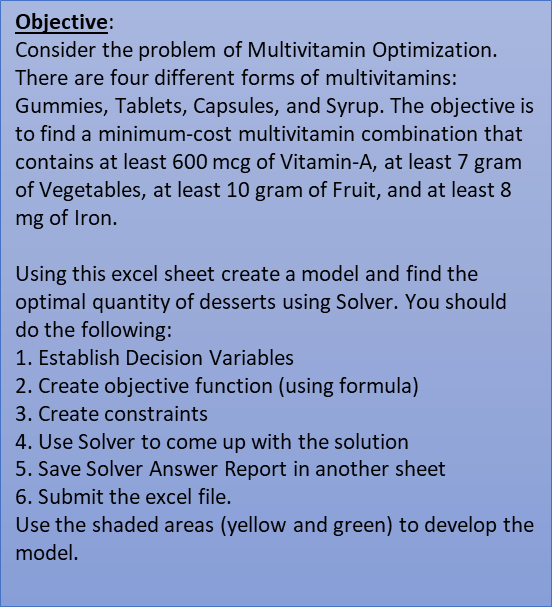 Objective:
Consider the problem of Multivitamin Optimization.
There are four different forms of multivitamins:
Gummies, Tablets, Capsules, and Syrup. The objective is
to find a minimum-cost multivitamin combination that
contains at least 600 mcg of Vitamin-A, at least 7 gram
of Vegetables, at least 10 gram of Fruit, and at least 8
mg of Iron.

Using this excel sheet create a model and find the
optimal quantity of desserts using Solver. You should
do the following:
1. Establish Decision Variables
2. Create objective function (using formula)
3. Create constraints
4. Use Solver to come up with the solution
5. Save Solver Answer Report in another sheet
6. Submit the excel file.
Use the shaded areas (yellow and green) to develop the
model.